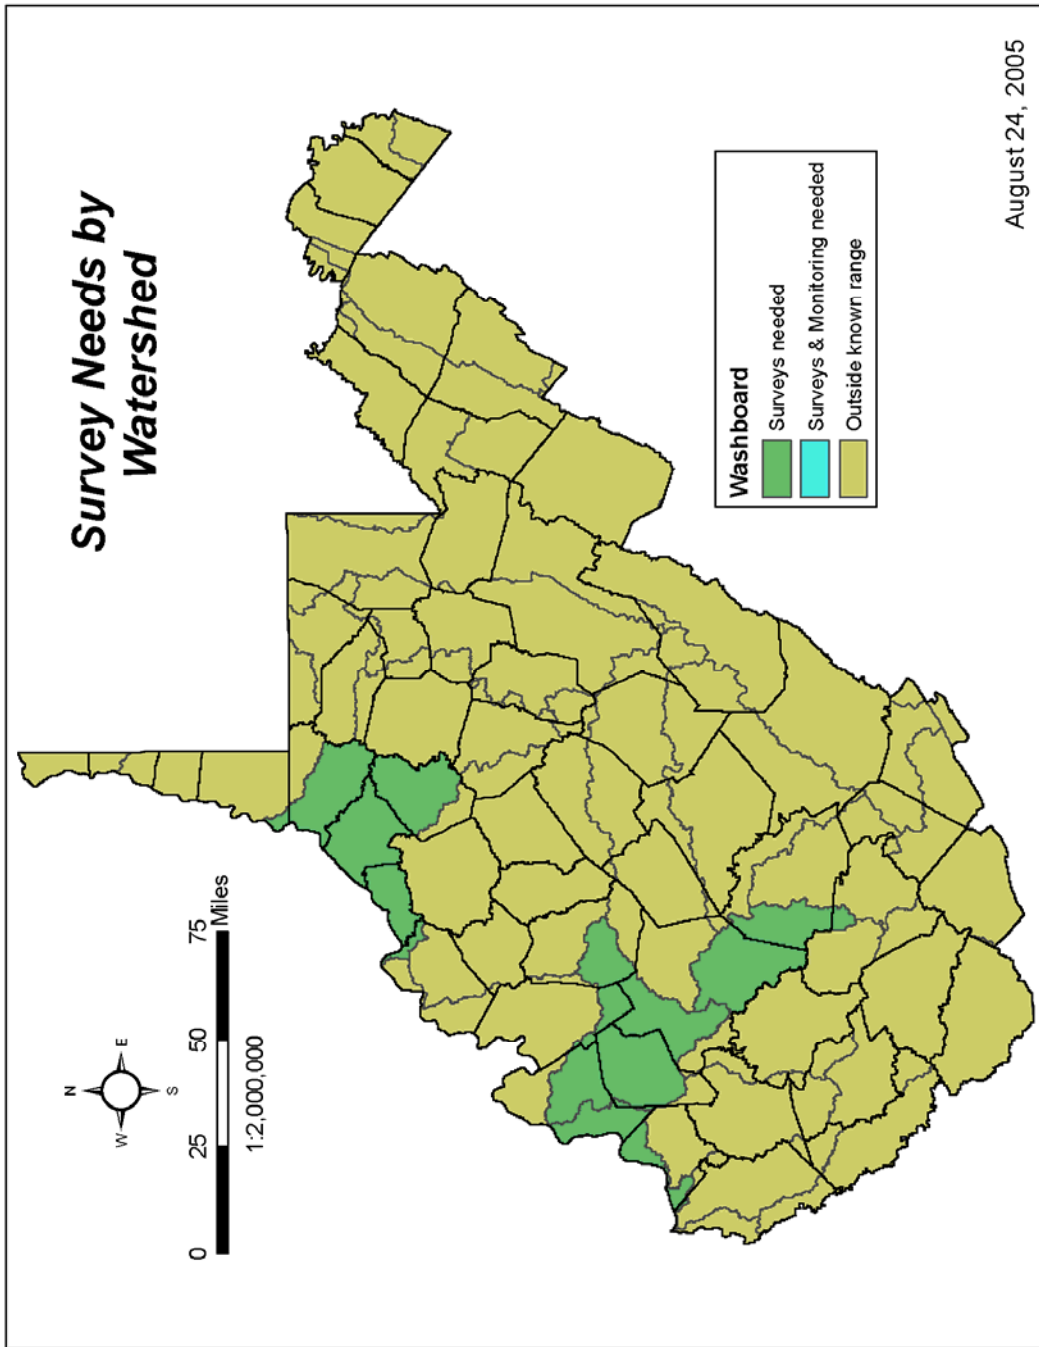 Survey Needs by
Watershed
N
W
E
S
0
25
50
75
Miles
1:2,000,000
Washboard
Surveys needed
Surveys & Monitoring needed
Outside known range
August 24, 2005